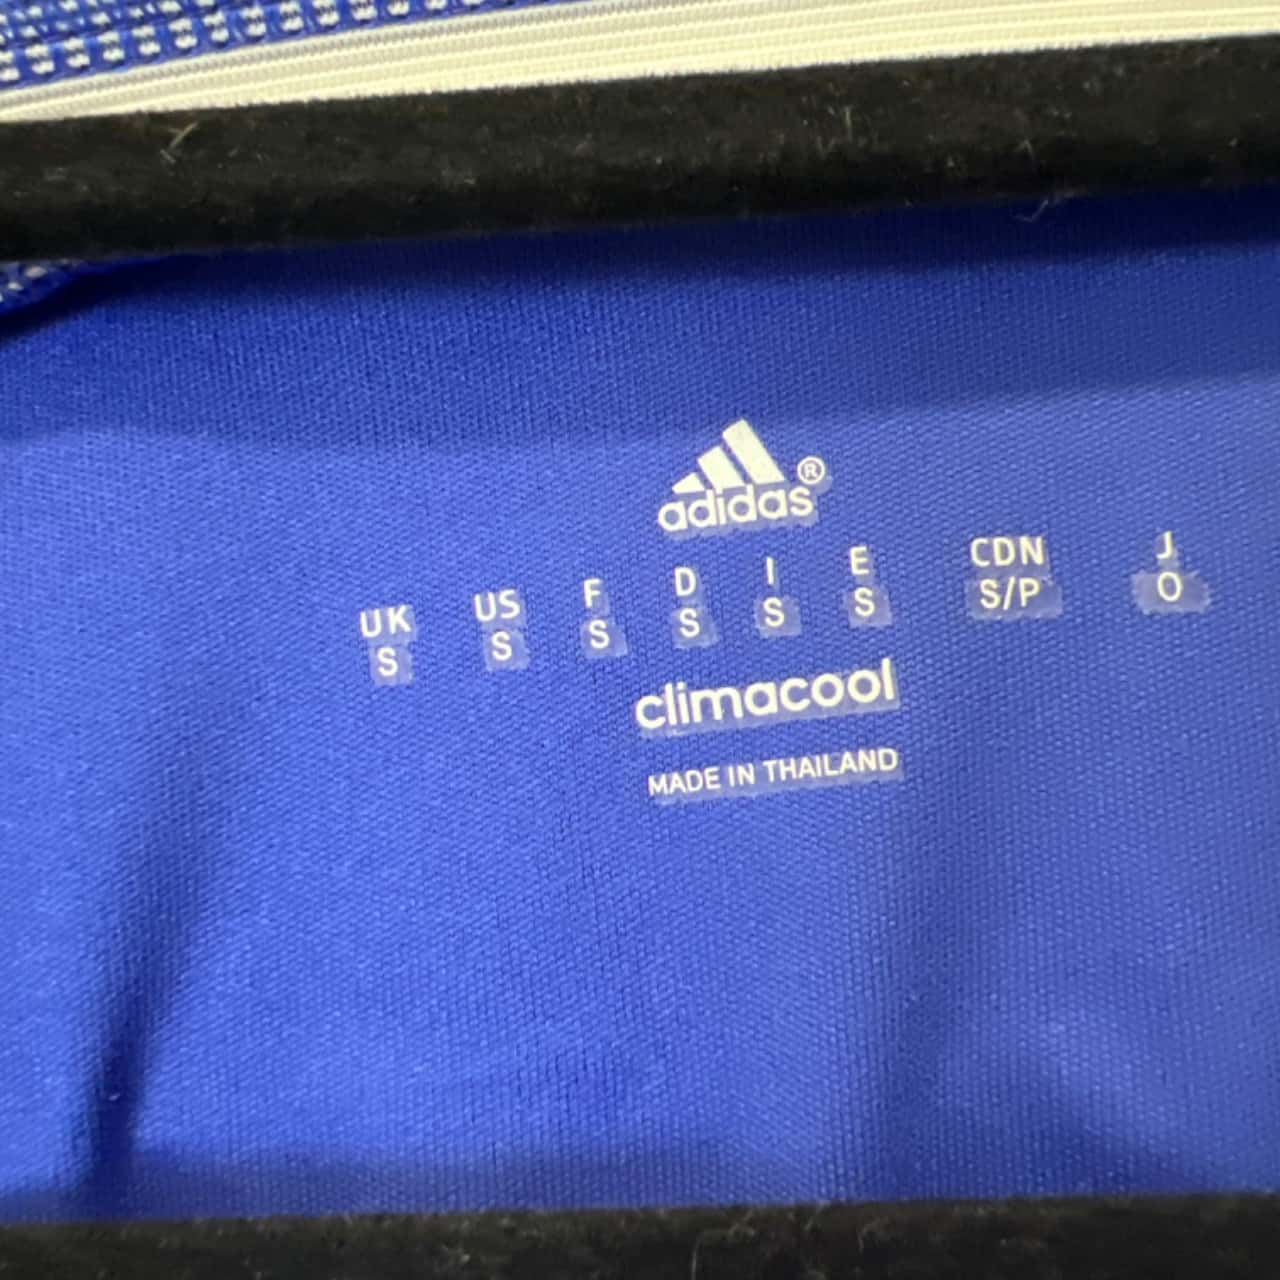 adidas®
UK US F D I E CDN J
S S S S S S S/P O
climacool
MADE IN THAILAND